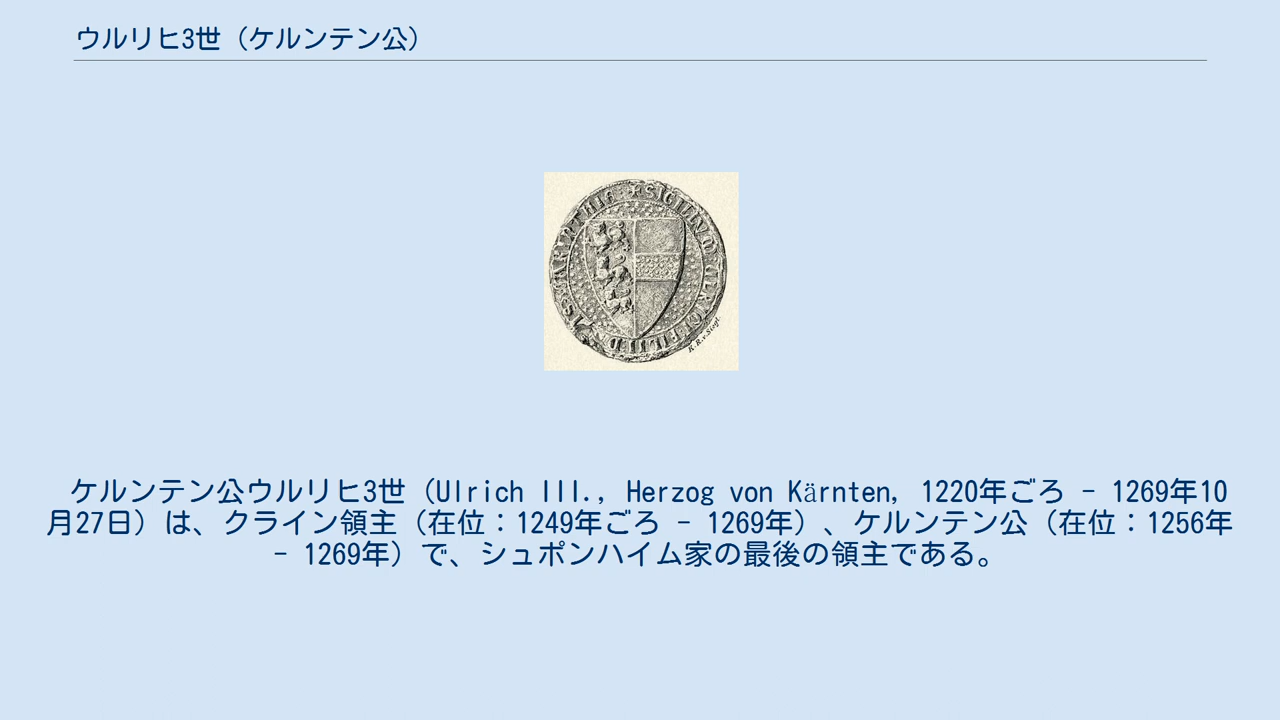 ウルリヒ3世（ケルンテン公）
K.R.v.Siegl
ケルンテン公ウルリヒ3世（Ulrich III., Herzog von Kärnten, 1220年ごろ - 1269年10
月27日）は、クライン領主（在位：1249年ごろ - 1269年）、ケルンテン公（在位：1256年
- 1269年）で、シュポンハイム家の最後の領主である。